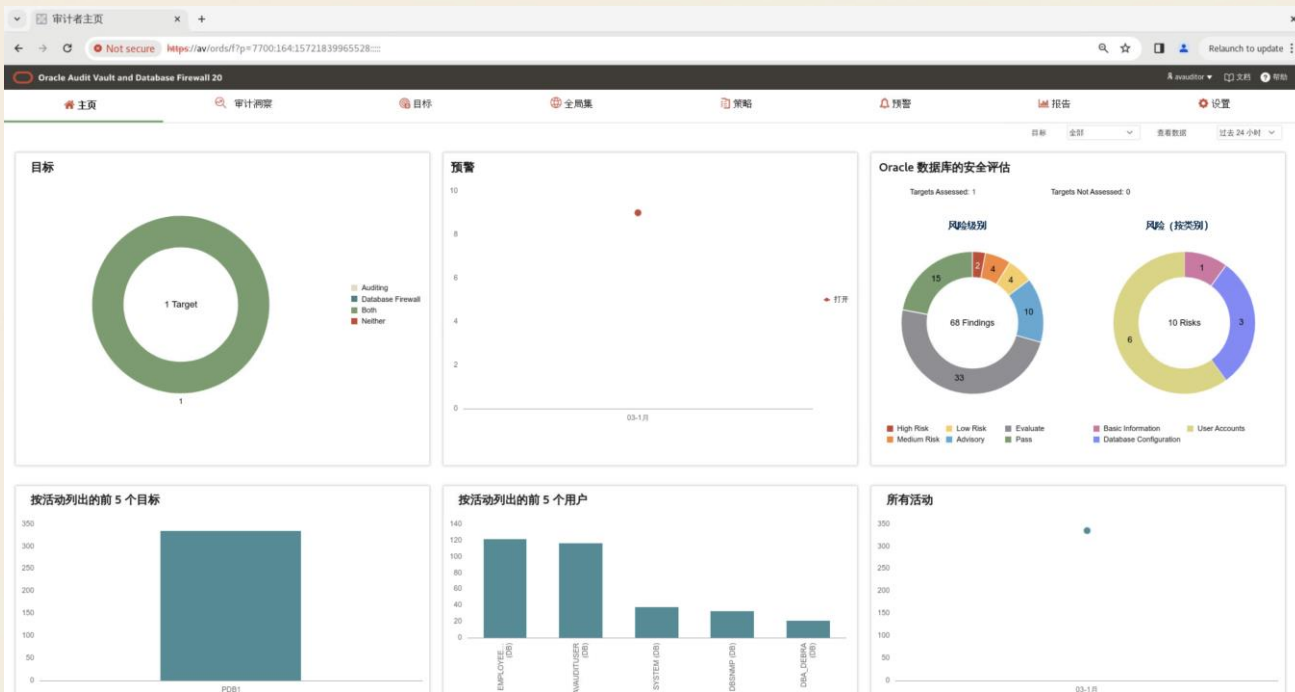 审计者主页
Not secure https://av/ords/f?p=7700:164:15721839965528::::
Relaunch to update
Oracle Audit Vault and Database Firewall 20
avauditor 文档 帮助
主页 审计洞察 目标 全局集 策略 预警 报告 设置
目标 全部 查看数据 过去 24 小时
目标
1 Target
1
Auditing
Database Firewall
Both
Neither
预警
10
8
6
4
2
0
03-1月
打开
Oracle 数据库的安全评估
Targets Assessed: 1 Targets Not Assessed: 0
风险级别
2
4
4
10
33
15
68 Findings
High Risk Low Risk Evaluate
Medium Risk Advisory Pass
风险（按类别）
1
3
6
10 Risks
Basic Information User Accounts
Database Configuration
按活动列出的前 5 个目标
350
300
250
200
150
100
50
0
PDB1
按活动列出的前 5 个用户
140
120
100
80
60
40
20
0
EMPLOYEE... (DB)
AVAUDITUSER (DB)
SYSTEM (DB)
DBSNMP (DB)
DBA_DEBRA (DB)
所有活动
350
300
250
200
150
100
50
0
03-1月